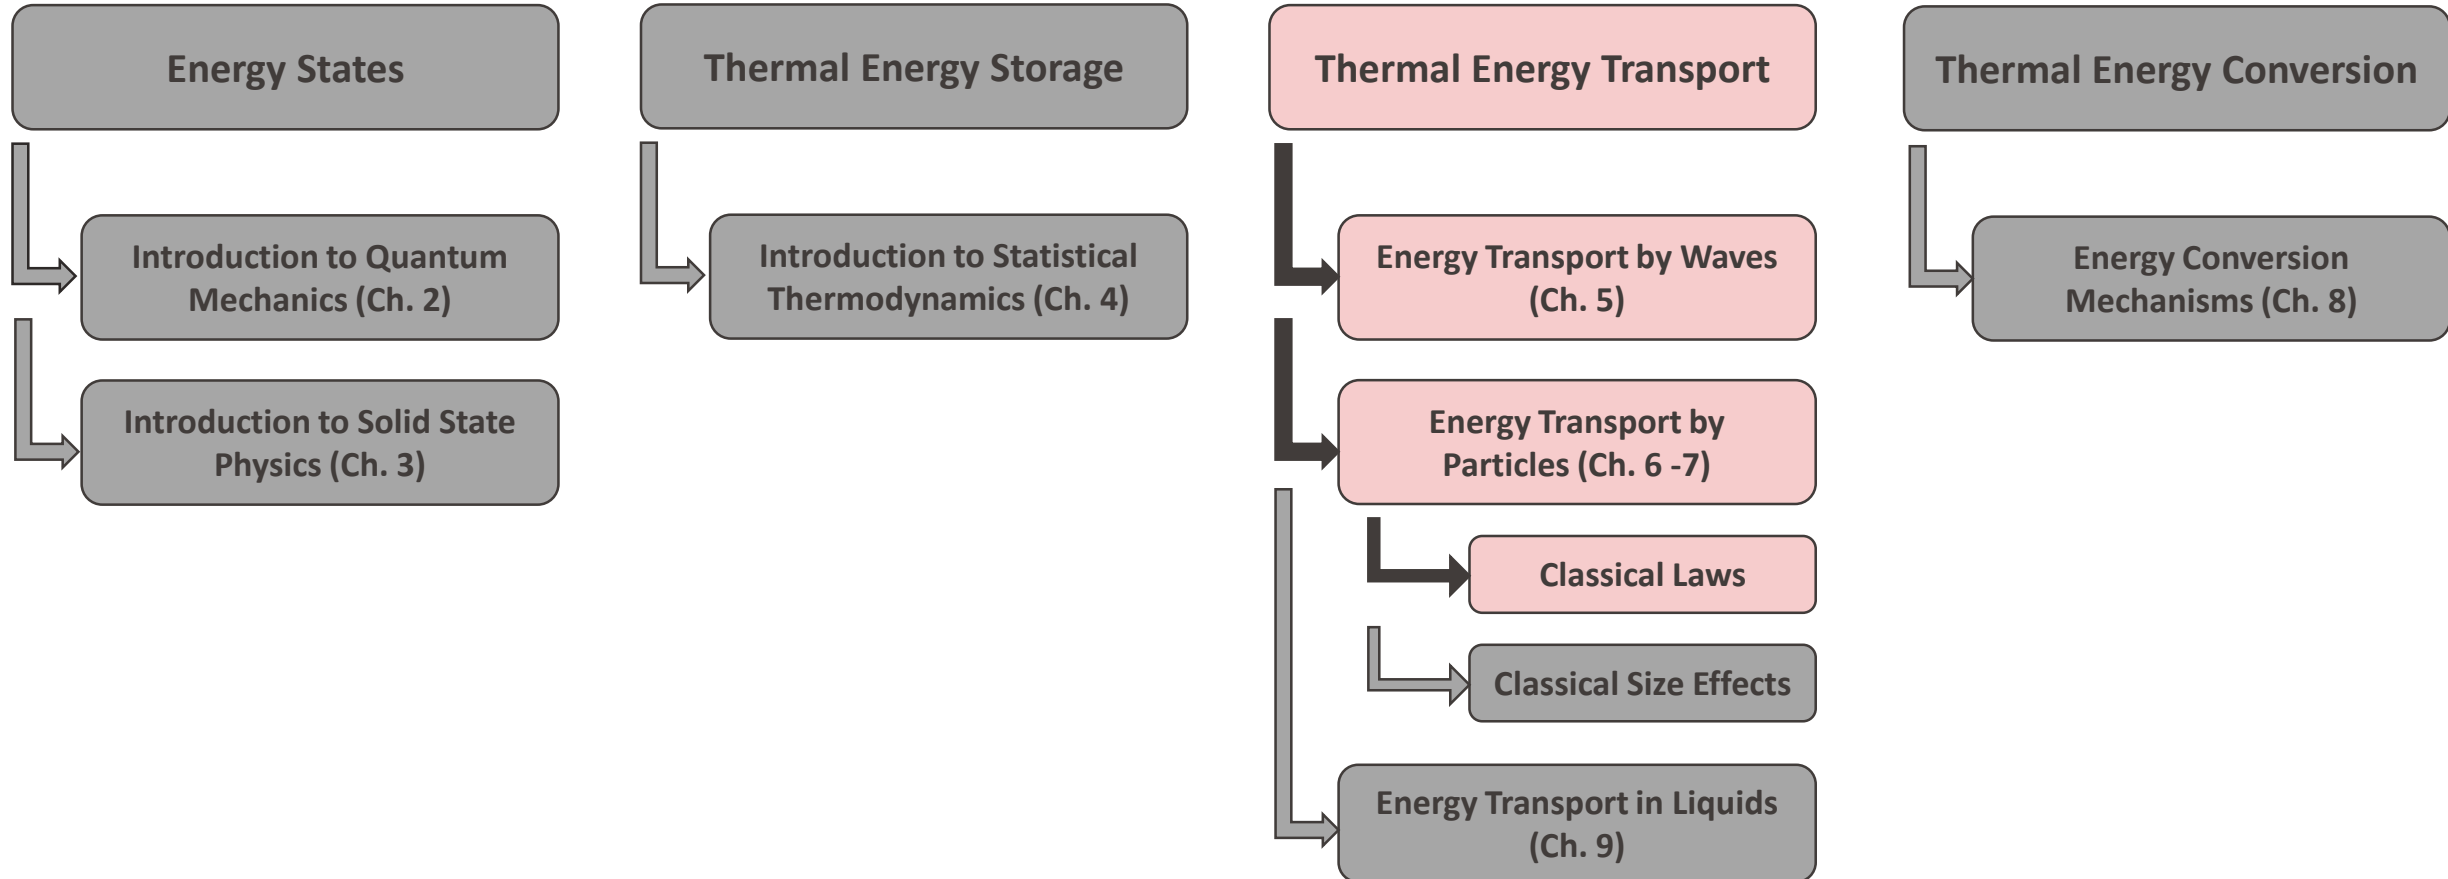 Energy States
Thermal Energy Storage
Thermal Energy Transport
Thermal Energy Conversion
Introduction to Quantum
Mechanics (Ch. 2)
Introduction to Solid State
Physics (Ch. 3)
Introduction to Statistical
Thermodynamics (Ch. 4)
Energy Transport by Waves
(Ch. 5)
Energy Transport by
Particles (Ch. 6 -7)
Classical Laws
Classical Size Effects
Energy Transport in Liquids
(Ch. 9)
Energy Conversion
Mechanisms (Ch. 8)